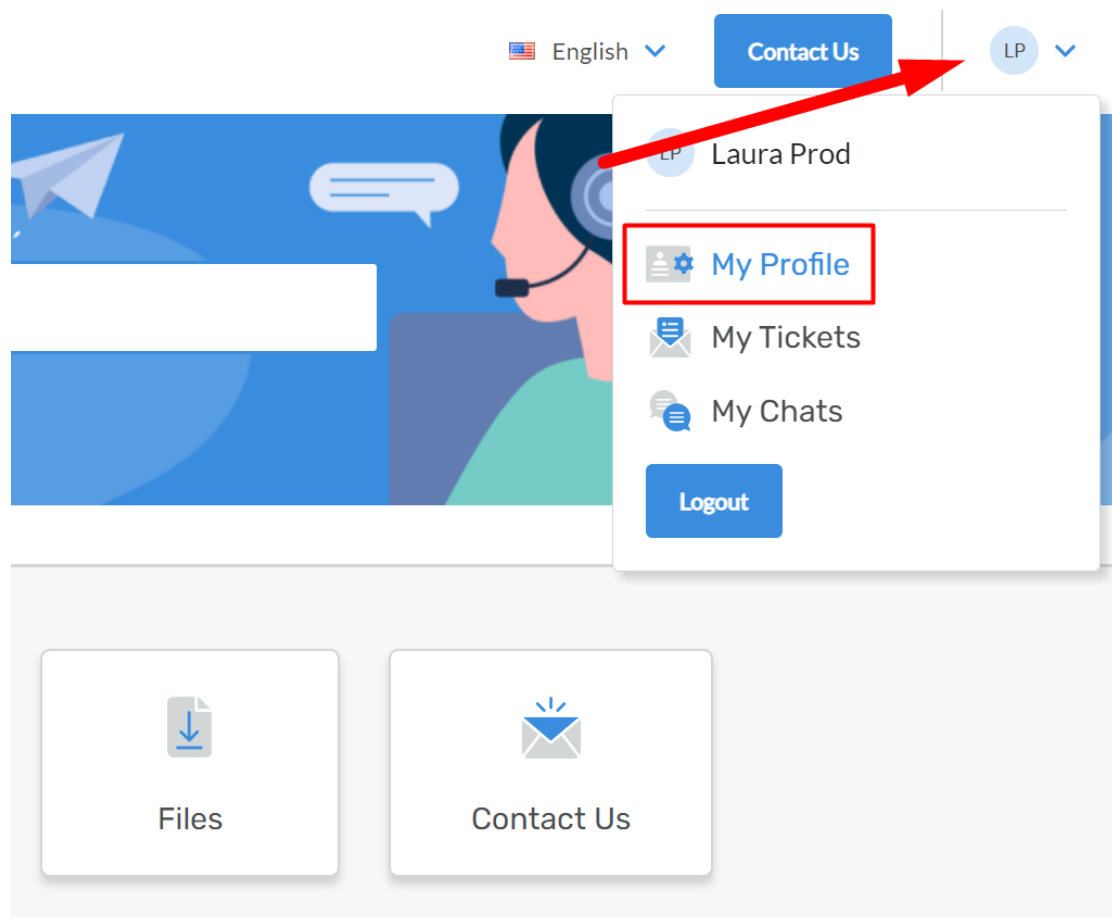 English
Contact Us
LP
LP Laura Prod
My Profile
My Tickets
My Chats
Logout
Files
Contact Us